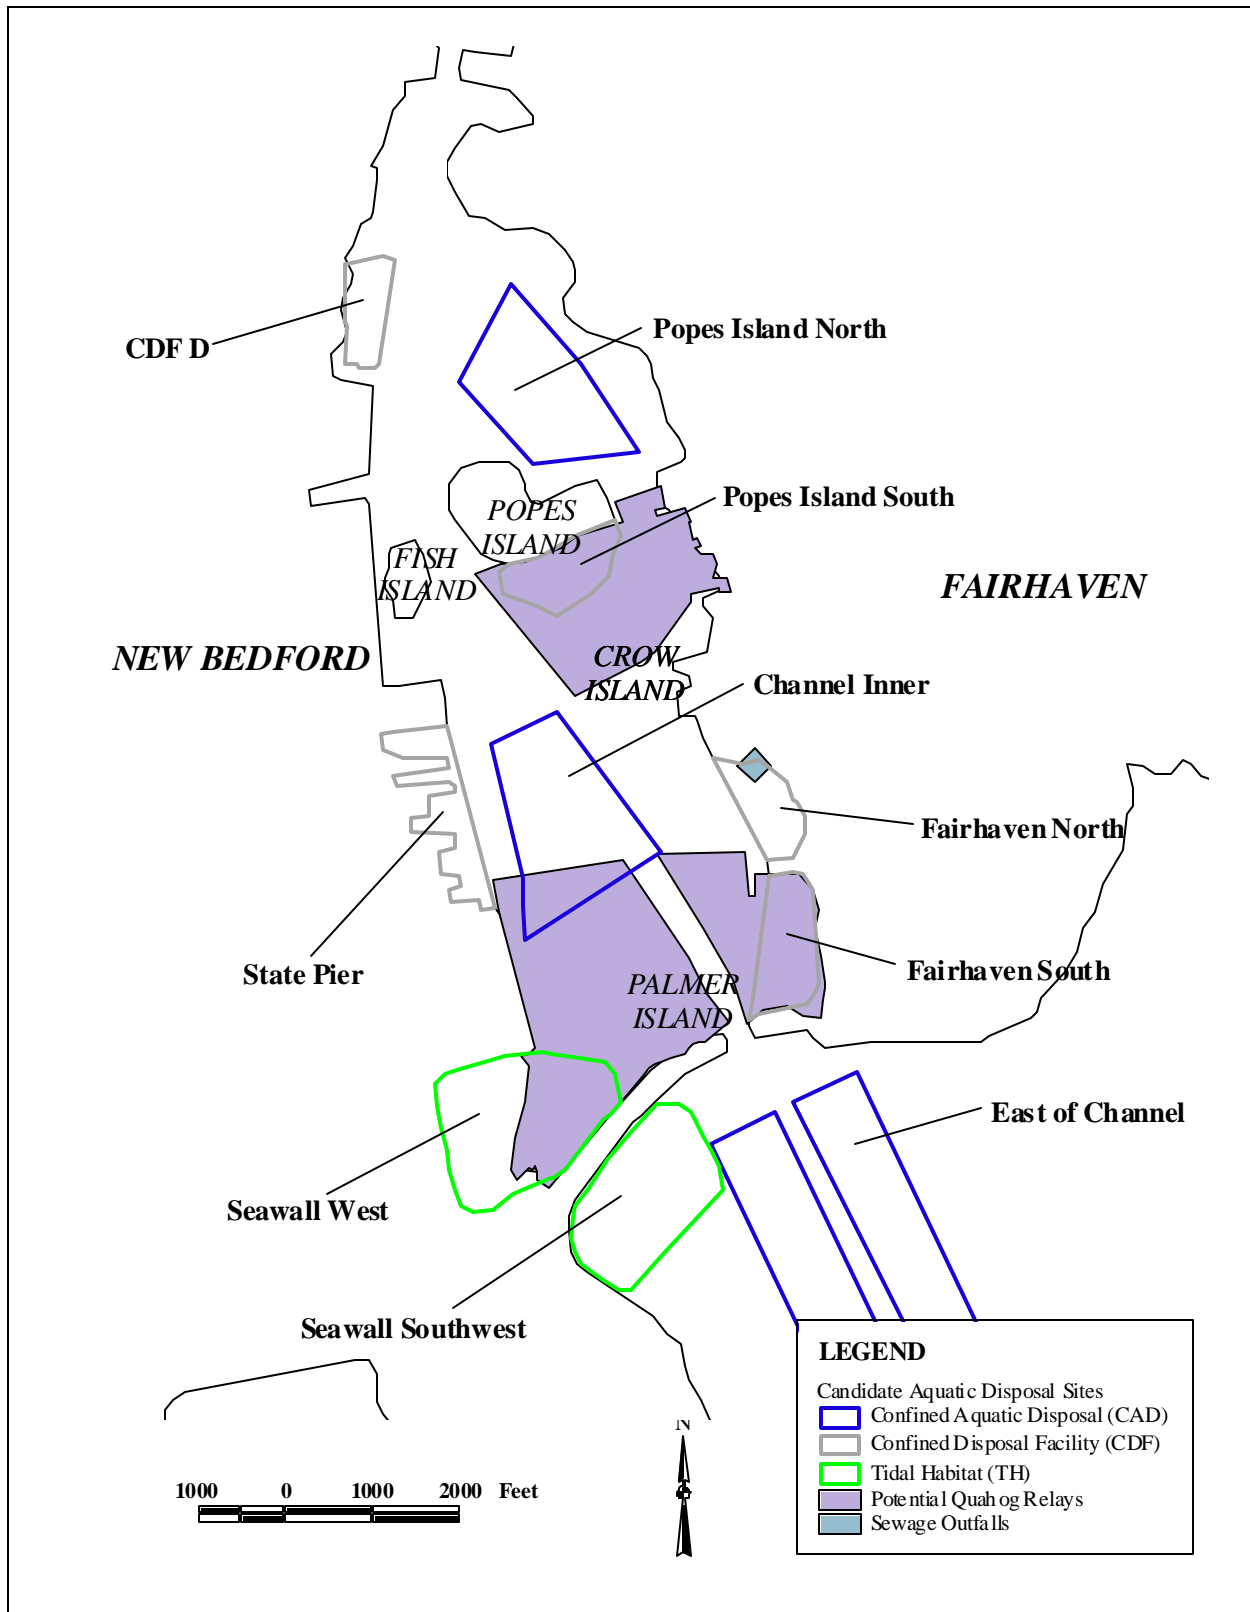 CDF D
Popes Island North
Popes Island South
POPES
ISLAND
FISH
ISLAND
FAIRHAVEN
NEW BEDFORD
CROW
ISLAND
Channel Inner
Fairhaven North
State Pier
Fairhaven South
PALMER
ISLAND
East of Channel
Seawall West
Seawall Southwest
LEGEND
Candidate Aquatic Disposal Sites
Confined Aquatic Disposal (CAD)
Confined Disposal Facility (CDF)
Tidal Habitat (TH)
Potential Quahog Relays
Sewage Outfalls
N
1000 0 1000 2000 Feet